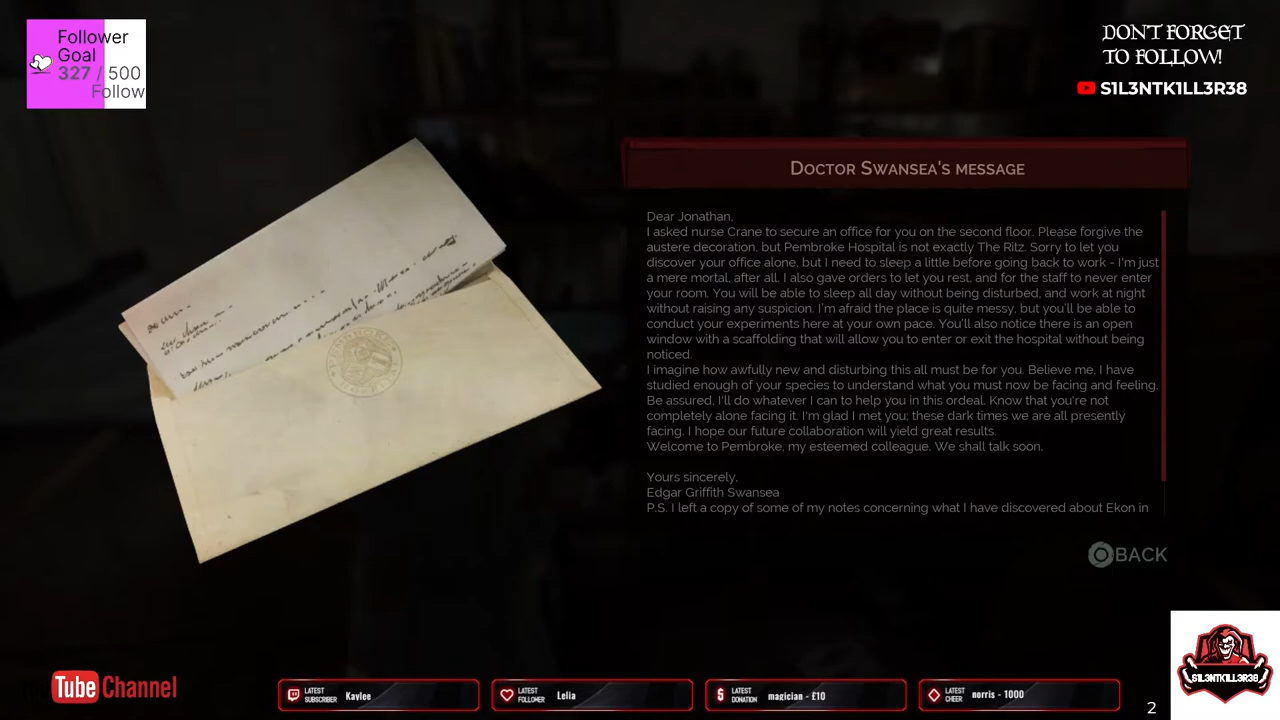 Follower
Goal
327 / 500
Follow
DON'T FORGET
TO FOLLOW!
S1L3NTK1LL3R38
DOCTOR SWANSEA'S MESSAGE
Dear Jonathan,
I asked nurse Crane to secure an office for you on the second floor. Please forgive the
austere decoration, but Pembroke Hospital is not exactly The Ritz. Sorry to let you
discover your office alone, but I need to sleep a little before going back to work - I'm just
a mere mortal, after all. I also gave orders to let you rest, and for the staff to never enter
your room. You will be able to sleep all day without being disturbed, and work at night
without raising any suspicion. I'm afraid the place is quite messy, but you'll be able to
conduct your experiments here at your own pace. You'll also notice there is an open
window with a scaffolding that will allow you to enter or exit the hospital without being
noticed.
I imagine how awfully new and disturbing this all must be for you. Believe me, I have
studied enough of your species to understand what you must now be facing and feeling.
Be assured, I'll do whatever I can to help you in this ordeal. Know that you're not
completely alone facing it. I'm glad I met you; these dark times we are all presently
facing, I hope our future collaboration will yield great results.
Welcome to Pembroke, my esteemed colleague. We shall talk soon.
Yours sincerely,
Edgar Griffith Swansea
P.S. I left a copy of some of my notes concerning what I have discovered about Ekon in
BACK
PEMBROKE
HOSPITAL
YouTube Channel
LATEST SUBSCRIBER Kaylee
LATEST FOLLOWER Lelia
LATEST DONATION magician - £10
LATEST CHEER norris - 1000
2
S1L3NTK1LL3R38